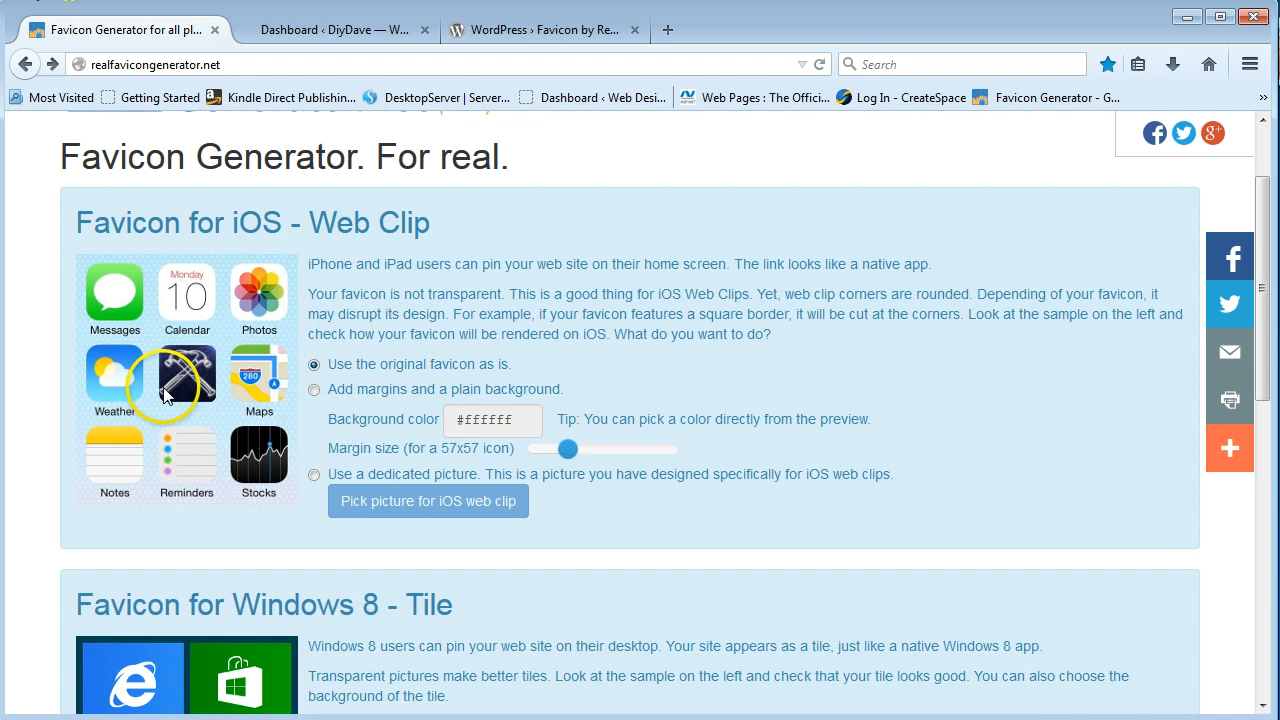 Favicon Generator for all pl...
Dashboard ‹ DiyDave — W...
WordPress › Favicon by Re...
realfavicongenerator.net
Search
Most Visited
Getting Started
Kindle Direct Publishin...
DesktopServer | Server...
Dashboard ‹ Web Desi...
Web Pages : The Offici...
Log In - CreateSpace
Favicon Generator - G...
Favicon Generator. For real.
Favicon for iOS - Web Clip
Messages
Monday
10
Calendar
Photos
Weather
280
Maps
Notes
Reminders
Stocks
iPhone and iPad users can pin your web site on their home screen. The link looks like a native app.
Your favicon is not transparent. This is a good thing for iOS Web Clips. Yet, web clip corners are rounded. Depending of your favicon, it
may disrupt its design. For example, if your favicon features a square border, it will be cut at the corners. Look at the sample on the left and
check how your favicon will be rendered on iOS. What do you want to do?
Use the original favicon as is.
Add margins and a plain background.
Background color #ffffff Tip: You can pick a color directly from the preview.
Margin size (for a 57x57 icon)
Use a dedicated picture. This is a picture you have designed specifically for iOS web clips.
Pick picture for iOS web clip
Favicon for Windows 8 - Tile
Windows 8 users can pin your web site on their desktop. Your site appears as a tile, just like a native Windows 8 app.
Transparent pictures make better tiles. Look at the sample on the left and check that your tile looks good. You can also choose the
background of the tile.